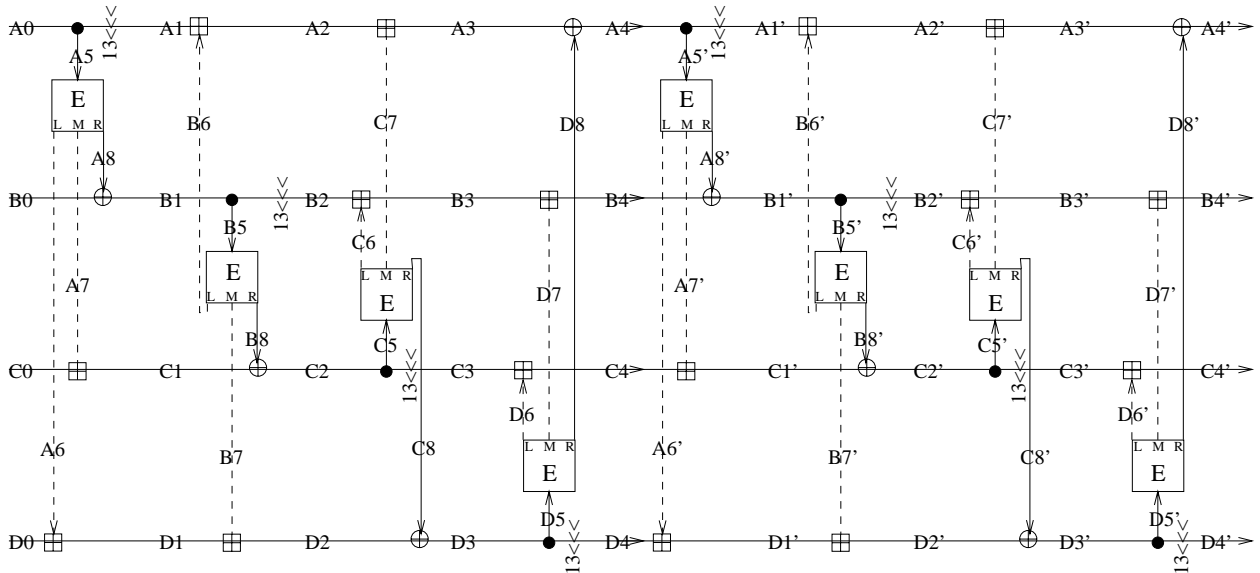 A0 13<<< A1 A2 A3 A4 13<<< A1' A2' A3' A4'
A5 A5'
E E
L M R L M R
B6 C7 D8 B6' C7' D8'
A8 A8'
B0 B1 13<<< B2 B3 B4 B1' 13<<< B2' B3' B4'
B5 C6 B5' C6'
E L M R E L M R
A7 L M R E D7 A7' L M R E D7'
B8 C5 B8' C5'
C0 C1 C2 13<<< C3 C4 C1' C2' 13<<< C3' C4'
D6 D6'
A6 B7 C8 L M R A6' B7' C8' L M R
E E
D5 D5'
D0 D1 D2 D3 13<<< D4 D1' D2' D3' 13<<< D4'